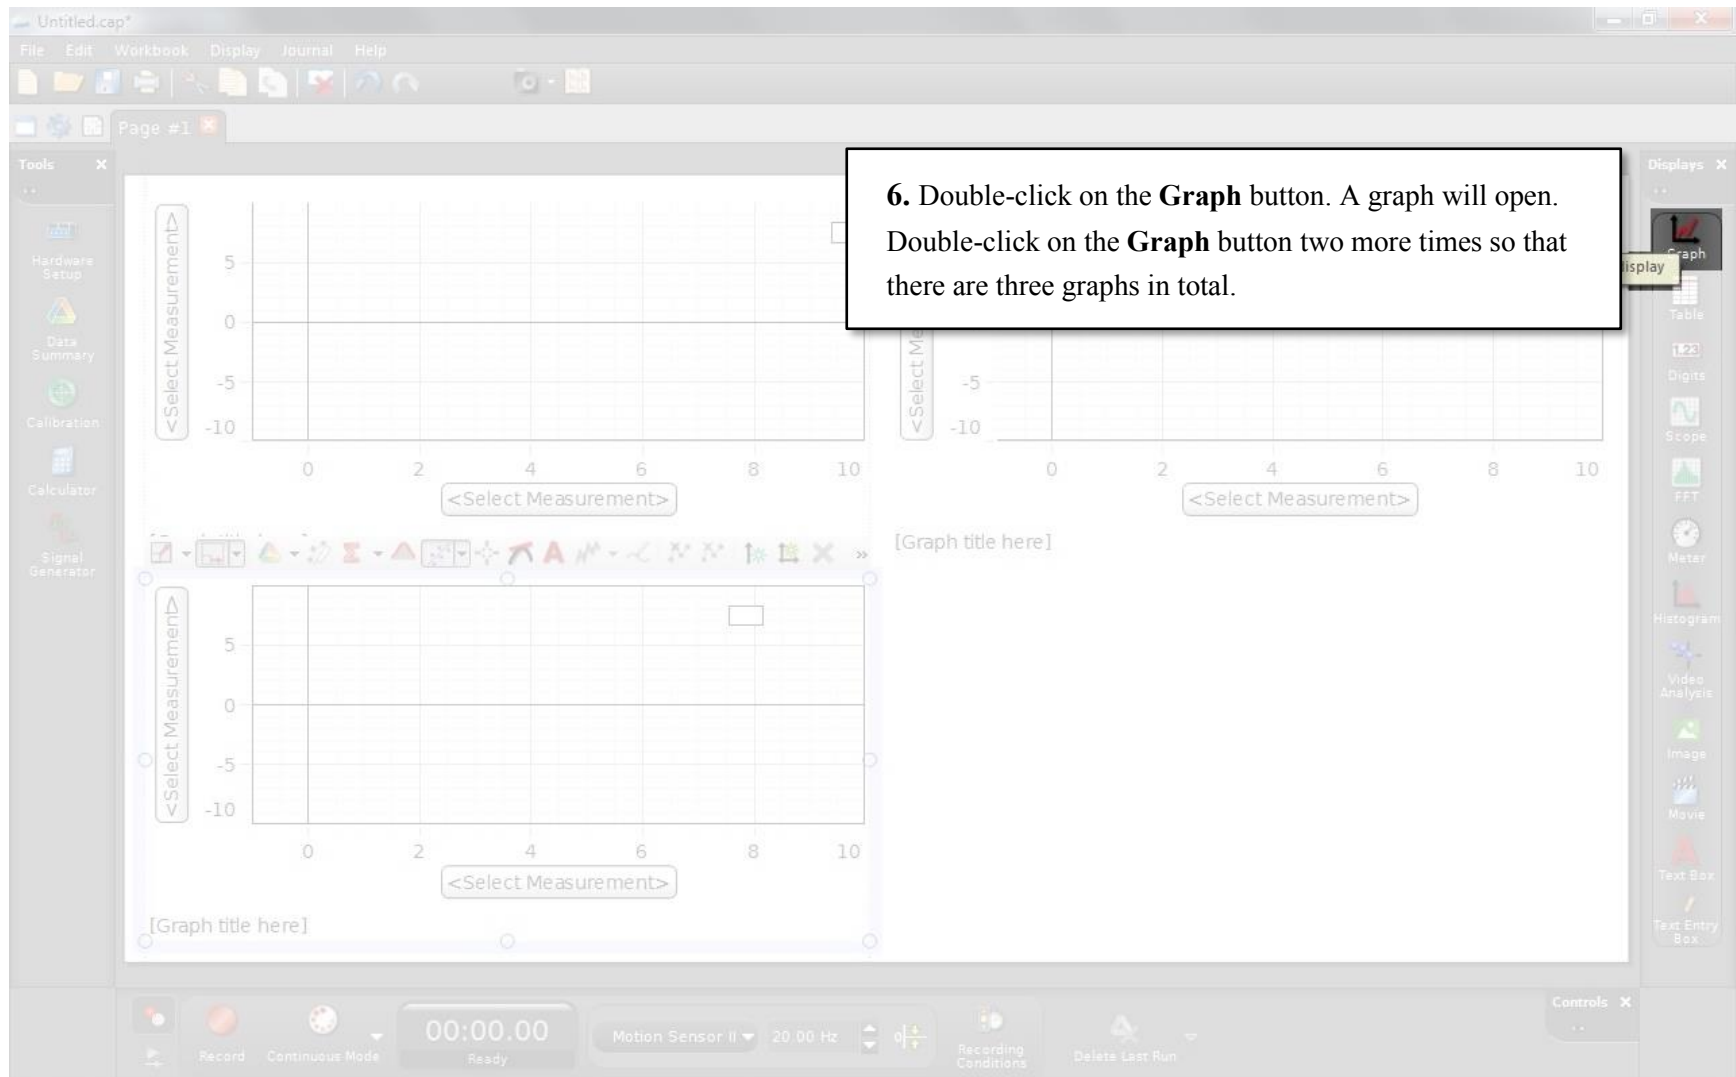 Untitled.cap*
File Edit Workbook Display Journal Help
Page #1
Tools
Displays
6. Double-click on the Graph button. A graph will open.
Double-click on the Graph button two more times so that
there are three graphs in total.
Hardware
Setup
Data
Summary
Calibration
Calculator
Signal
Generator
<Select Measurement>
5
0
-5
-10
0 2 4 6 8 10
<Select Measurement>
-5
-10
0 2 4 6 8 10
<Select Measurement>
[Graph title here]
<Select Measurement>
5
0
-5
-10
0 2 4 6 8 10
<Select Measurement>
[Graph title here]
Graph
Table
1.23
Digits
Scope
FFT
Meter
Histogram
Video
Analysis
Image
Movie
Text Box
Text Entry
Box
Controls
Record
Continuous Mode
00:00.00
Ready
Motion Sensor
20.00 Hz
Recording
Conditions
Delete Last Run